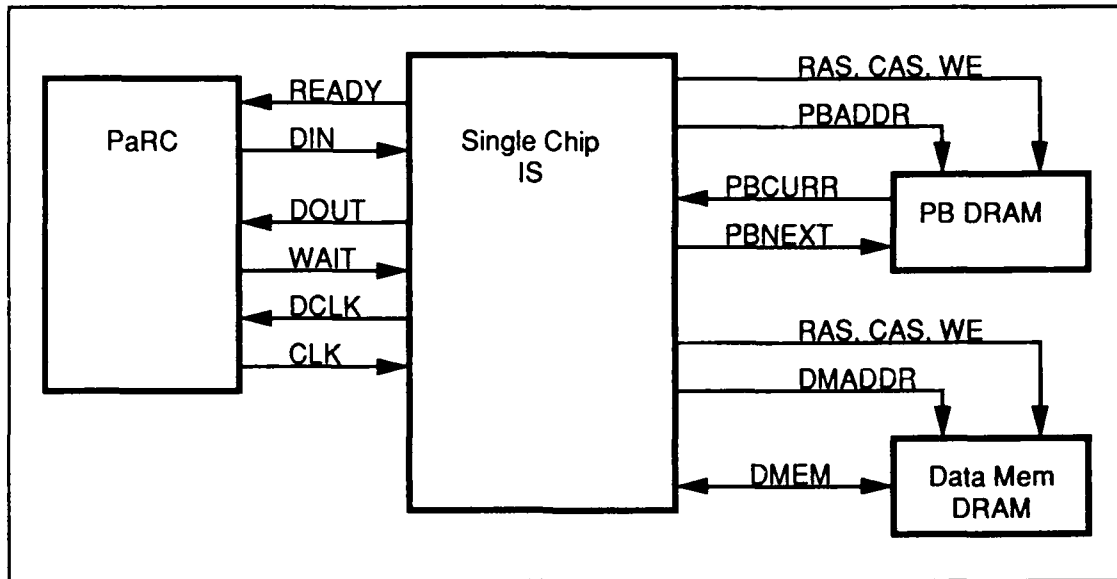 PaRC
READY
DIN
DOUT
WAIT
DCLK
CLK
Single Chip
IS
RAS, CAS, WE
PBADDR
PBCURR
PBNEXT
PB DRAM
RAS, CAS, WE
DMADDR
DMEM
Data Mem
DRAM